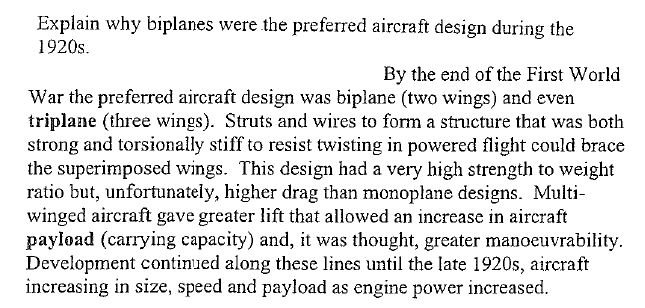 Explain why biplanes were the preferred aircraft design during the
1920s.
By the end of the First World
War the preferred aircraft design was biplane (two wings) and even
triplane (three wings). Struts and wires to form a structure that was both
strong and torsionally stiff to resist twisting in powered flight could brace
the superimposed wings. This design had a very high strength to weight
ratio but, unfortunately, higher drag than monoplane designs. Multi-
winged aircraft gave greater lift that allowed an increase in aircraft
payload (carrying capacity) and, it was thought, greater manoeuvrability.
Development continued along these lines until the late 1920s, aircraft
increasing in size, speed and payload as engine power increased.